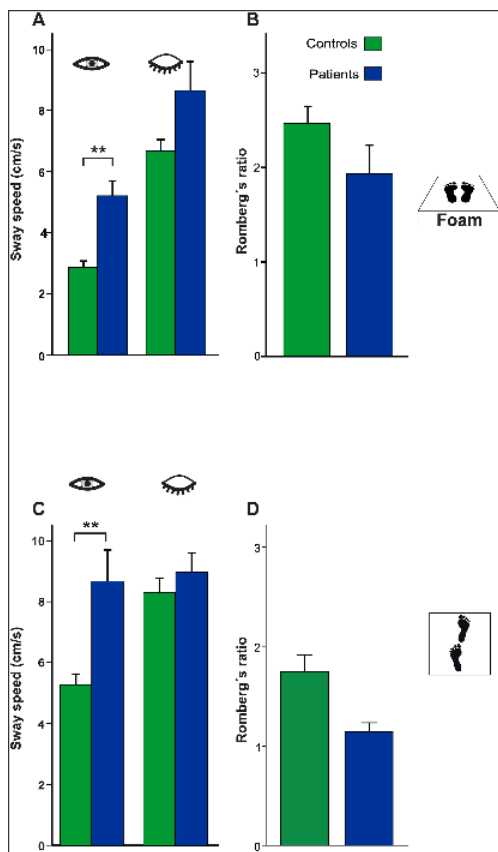 A
B
10
8
6
4
2
0
Sway speed (cm/s)
**
3
2
1
0
Romberg´s ratio
Controls
Patients
Foam
C
D
10
8
6
4
2
0
Sway speed (cm/s)
**
3
2
1
0
Romberg´s ratio